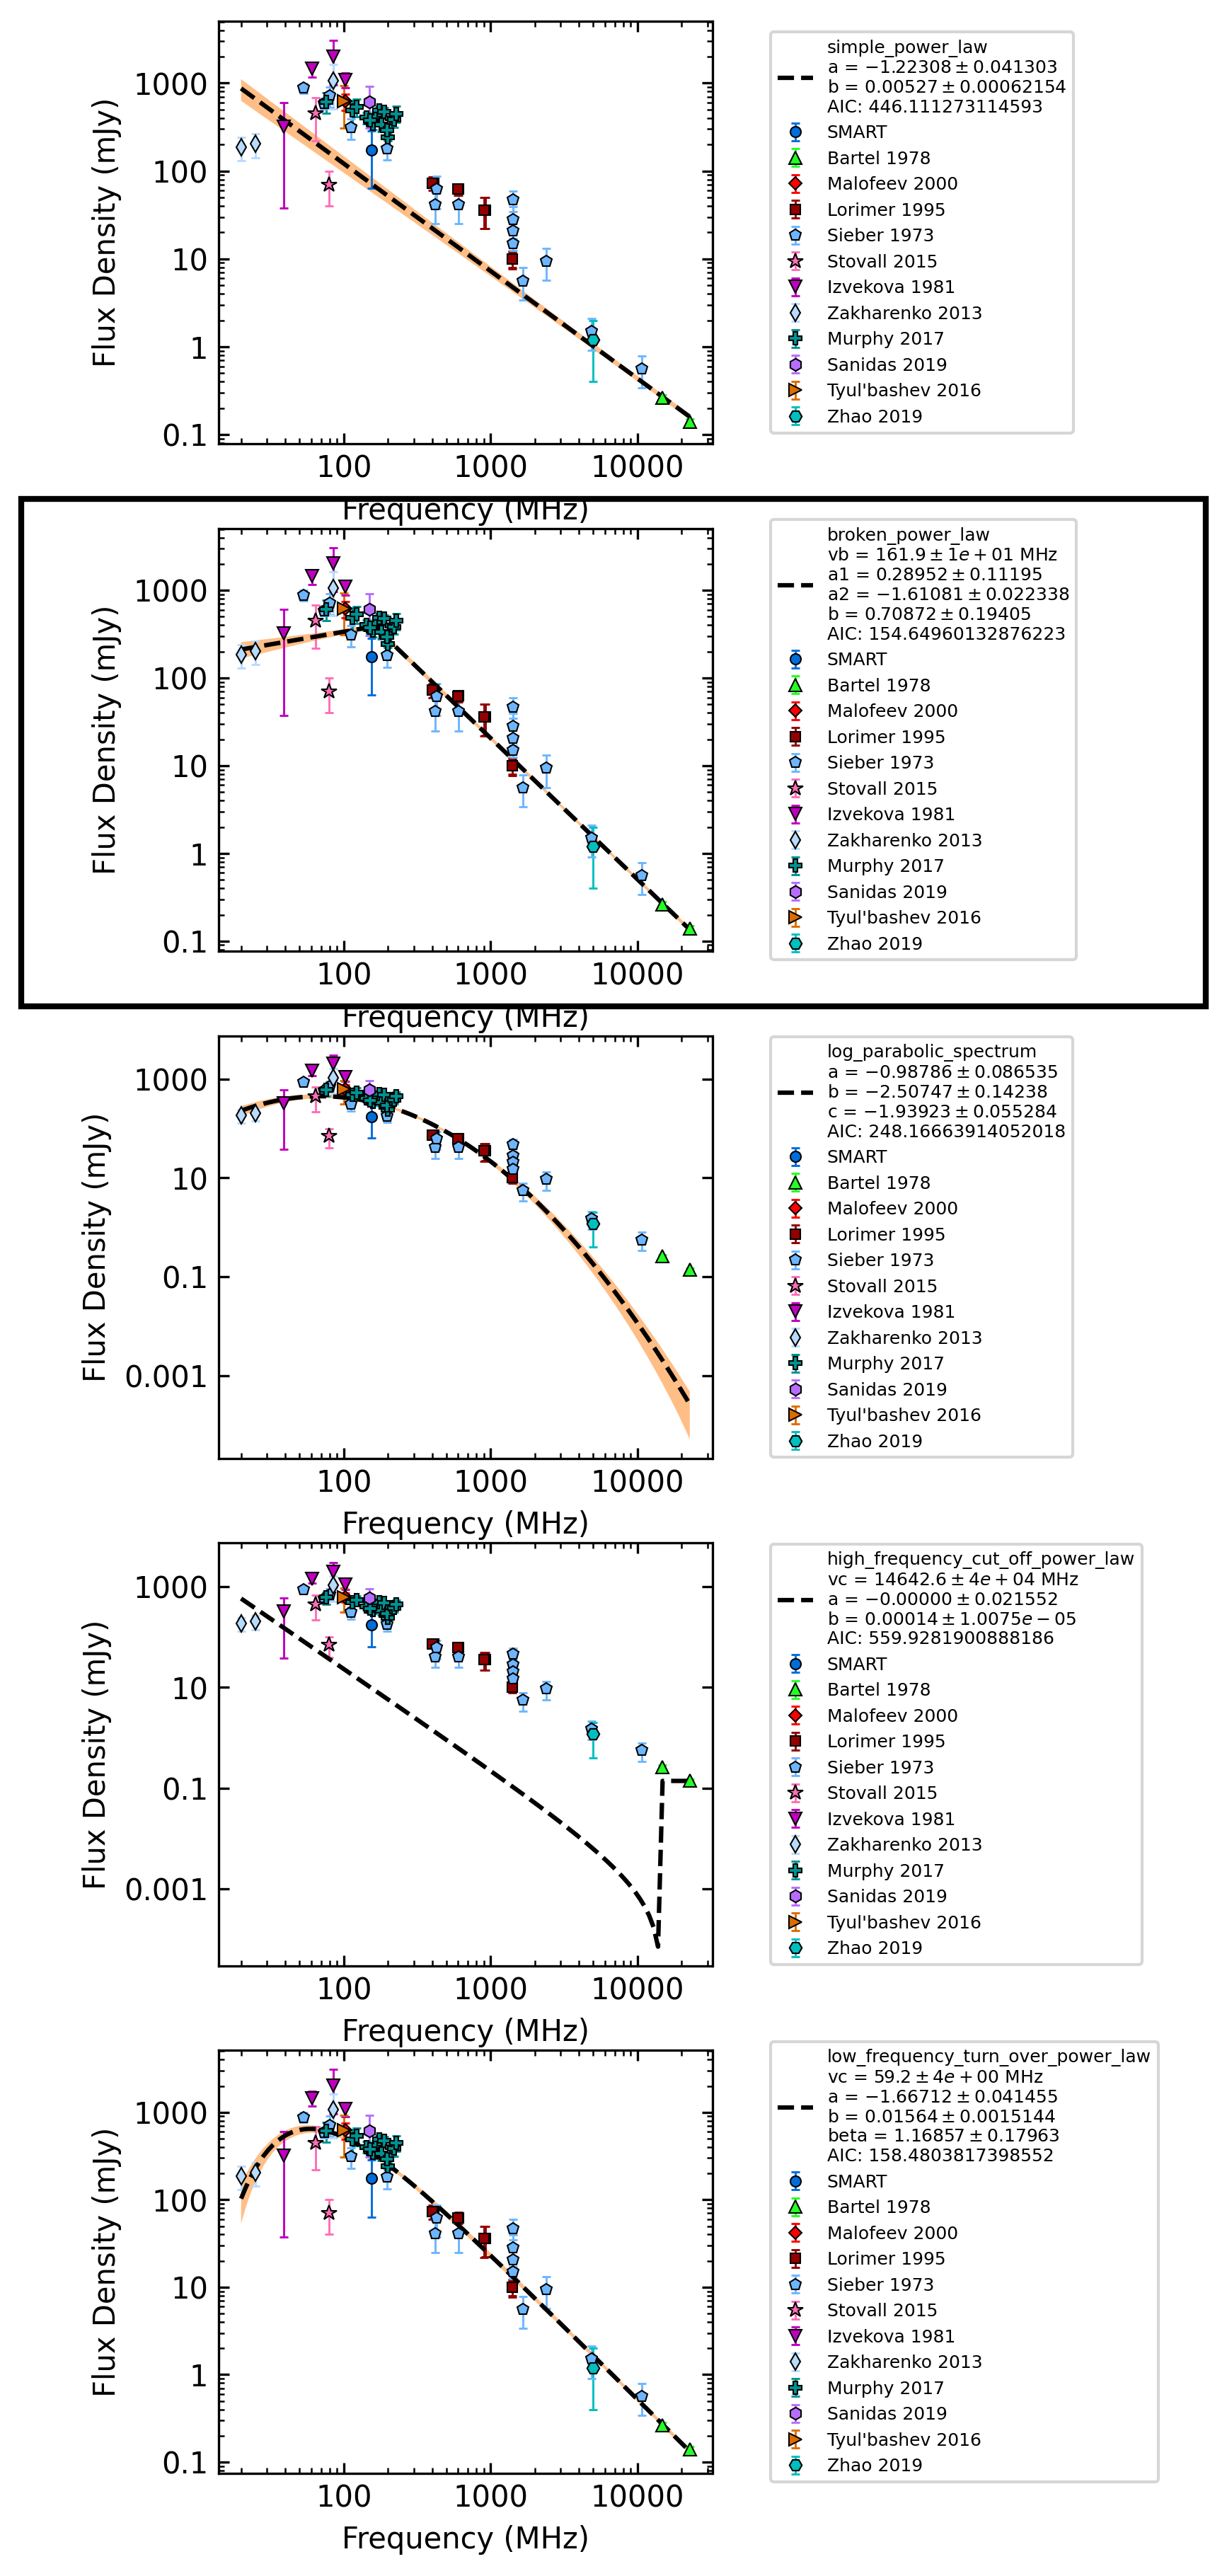 1000
100
10
1
0.1
Flux Density (mJy)
100 1000 10000
Frequency (MHz)
simple_power_law
a = −1.22308 ± 0.041303
b = 0.00527 ± 0.00062154
AIC: 446.111273114593
SMART
Bartel 1978
Malofeev 2000
Lorimer 1995
Sieber 1973
Stovall 2015
Izvekova 1981
Zakharenko 2013
Murphy 2017
Sanidas 2019
Tyul'bashev 2016
Zhao 2019
1000
100
10
1
0.1
Flux Density (mJy)
100 1000 10000
Frequency (MHz)
broken_power_law
vb = 161.9 ± 1e + 01 MHz
a1 = 0.28952 ± 0.11195
a2 = −1.61081 ± 0.022338
b = 0.70872 ± 0.19405
AIC: 154.64960132876223
SMART
Bartel 1978
Malofeev 2000
Lorimer 1995
Sieber 1973
Stovall 2015
Izvekova 1981
Zakharenko 2013
Murphy 2017
Sanidas 2019
Tyul'bashev 2016
Zhao 2019
1000
10
0.1
0.001
Flux Density (mJy)
100 1000 10000
Frequency (MHz)
log_parabolic_spectrum
a = −0.98786 ± 0.086535
b = −2.50747 ± 0.14238
c = −1.93923 ± 0.055284
AIC: 248.16663914052018
SMART
Bartel 1978
Malofeev 2000
Lorimer 1995
Sieber 1973
Stovall 2015
Izvekova 1981
Zakharenko 2013
Murphy 2017
Sanidas 2019
Tyul'bashev 2016
Zhao 2019
1000
10
0.1
0.001
Flux Density (mJy)
100 1000 10000
Frequency (MHz)
high_frequency_cut_off_power_law
vc = 14642.6 ± 4e + 04 MHz
a = −0.00000 ± 0.021552
b = 0.00014 ± 1.0075e − 05
AIC: 559.9281900888186
SMART
Bartel 1978
Malofeev 2000
Lorimer 1995
Sieber 1973
Stovall 2015
Izvekova 1981
Zakharenko 2013
Murphy 2017
Sanidas 2019
Tyul'bashev 2016
Zhao 2019
1000
100
10
1
0.1
Flux Density (mJy)
100 1000 10000
Frequency (MHz)
low_frequency_turn_over_power_law
vc = 59.2 ± 4e + 00 MHz
a = −1.66712 ± 0.041455
b = 0.01564 ± 0.0015144
beta = 1.16857 ± 0.17963
AIC: 158.4803817398552
SMART
Bartel 1978
Malofeev 2000
Lorimer 1995
Sieber 1973
Stovall 2015
Izvekova 1981
Zakharenko 2013
Murphy 2017
Sanidas 2019
Tyul'bashev 2016
Zhao 2019